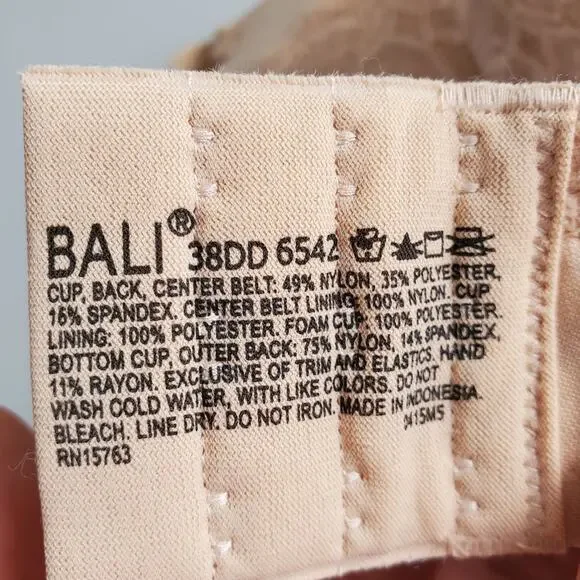 BALI® 38DD 6542
CUP, BACK, CENTER BELT: 49% NYLON, 35% POLYESTER,
16% SPANDEX. CENTER BELT LINING: 100% NYLON. CUP
LINING: 100% POLYESTER. FOAM CUP: 100% POLYESTER.
BOTTOM CUP, OUTER BACK: 75% NYLON, 14% SPANDEX,
11% RAYON. EXCLUSIVE OF TRIM AND ELASTICS. HAND
WASH COLD WATER, WITH LIKE COLORS. DO NOT
BLEACH. LINE DRY. DO NOT IRON. MADE IN INDONESIA.
RN15763 0415M5